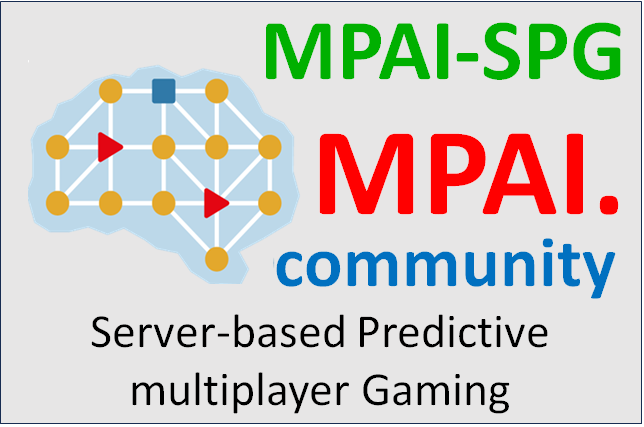 MPAI-SPG
MPAI.
community
Server-based Predictive
multiplayer Gaming